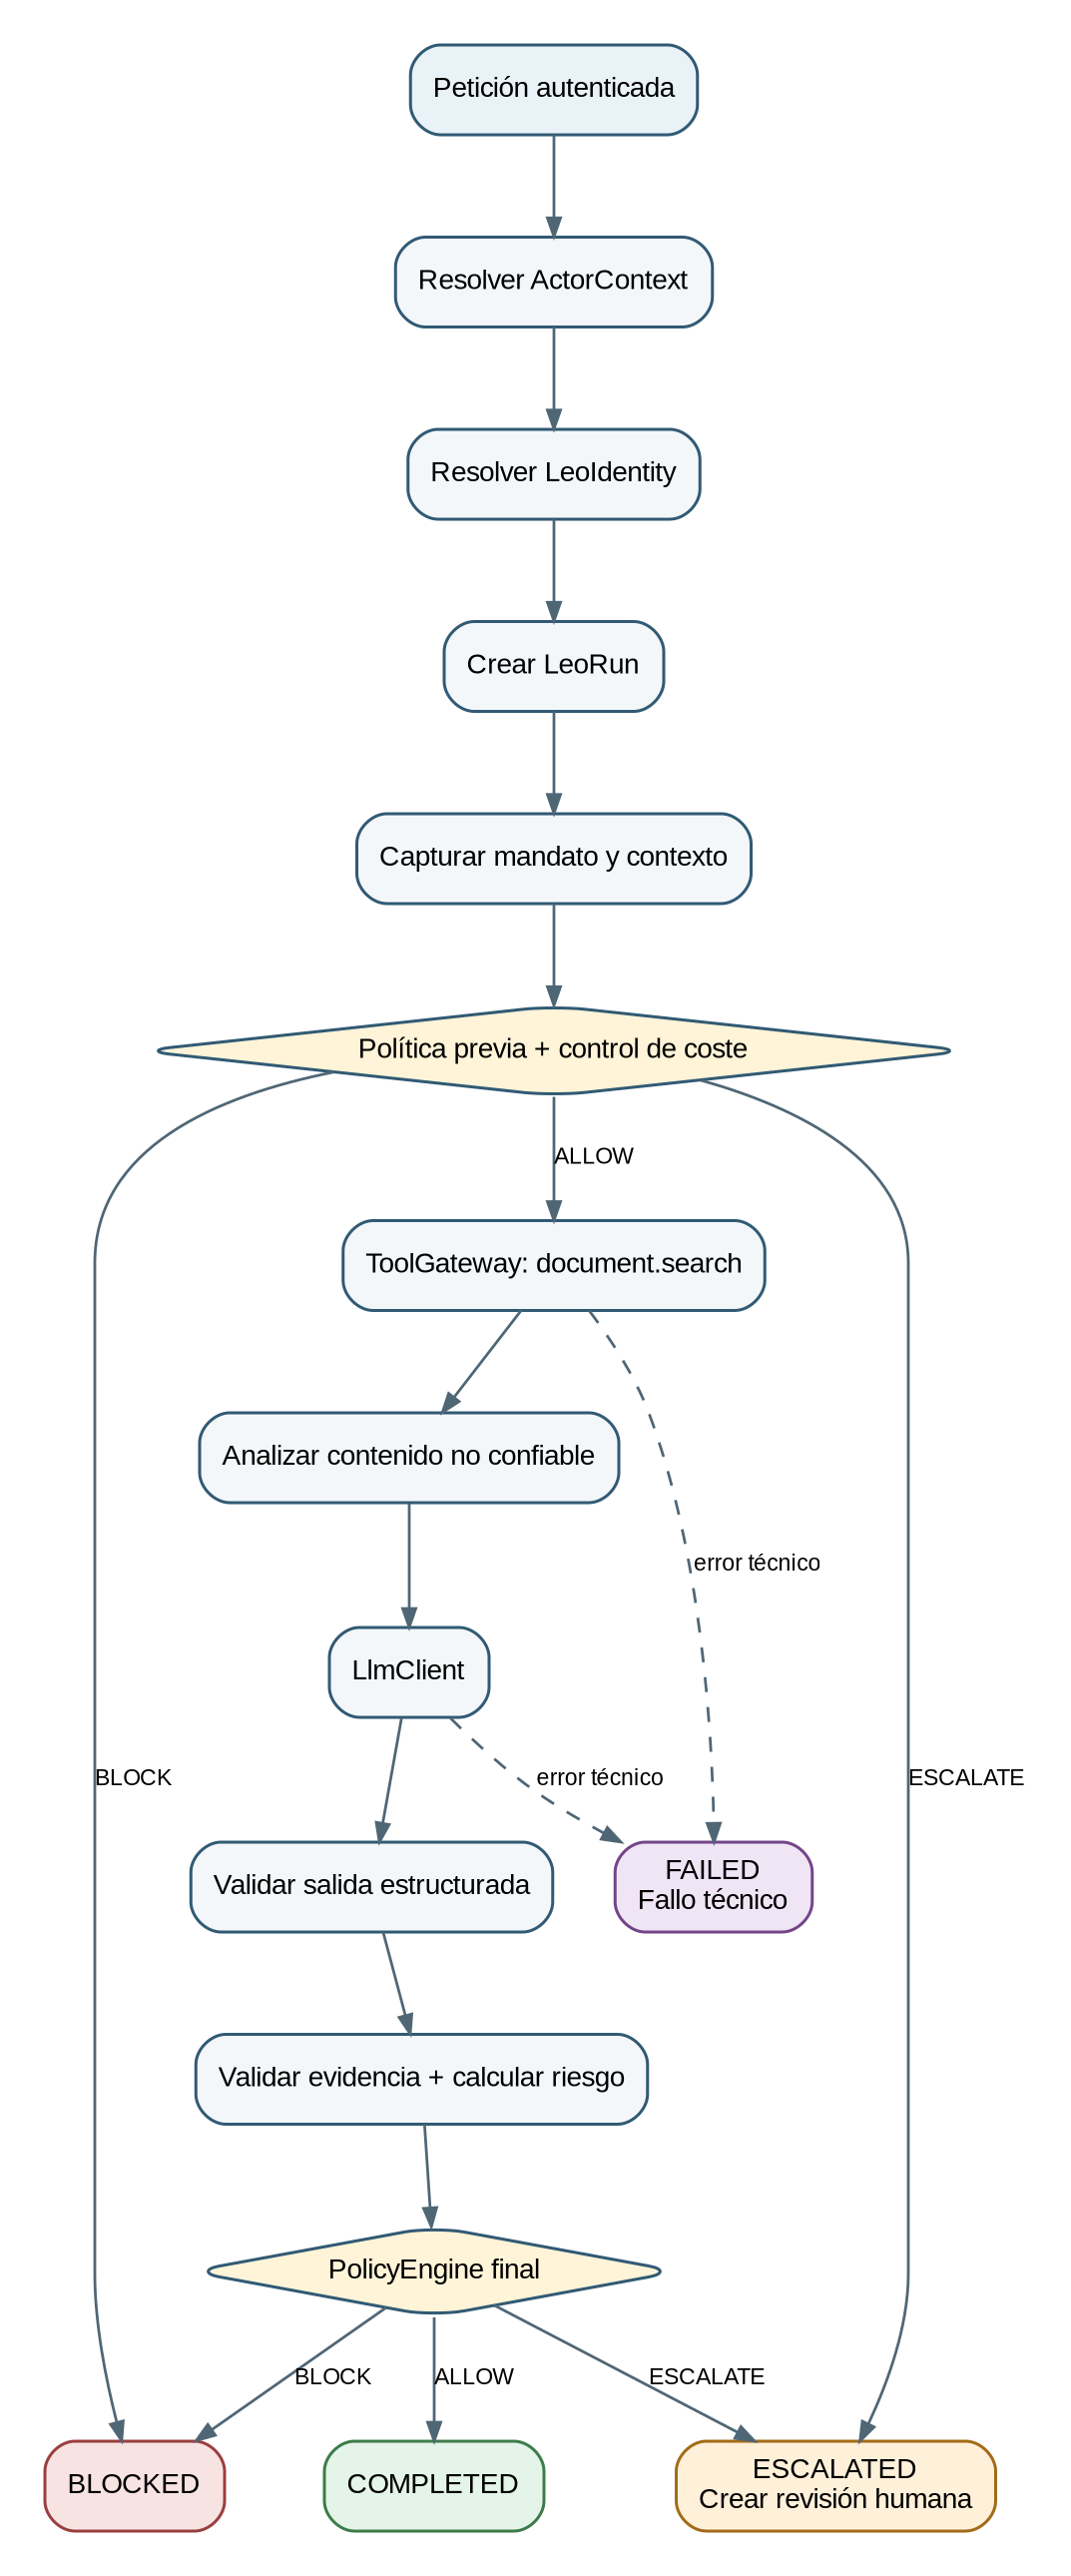 Petición autenticada
Resolver ActorContext
Resolver LeoIdentity
Crear LeoRun
Capturar mandato y contexto
Política previa + control de coste
ALLOW
ToolGateway: document.search
Analizar contenido no confiable
error técnico
LlmClient
BLOCK
error técnico
ESCALATE
Validar salida estructurada
FAILED
Fallo técnico
Validar evidencia + calcular riesgo
PolicyEngine final
BLOCK
ALLOW
ESCALATE
BLOCKED
COMPLETED
ESCALATED
Crear revisión humana